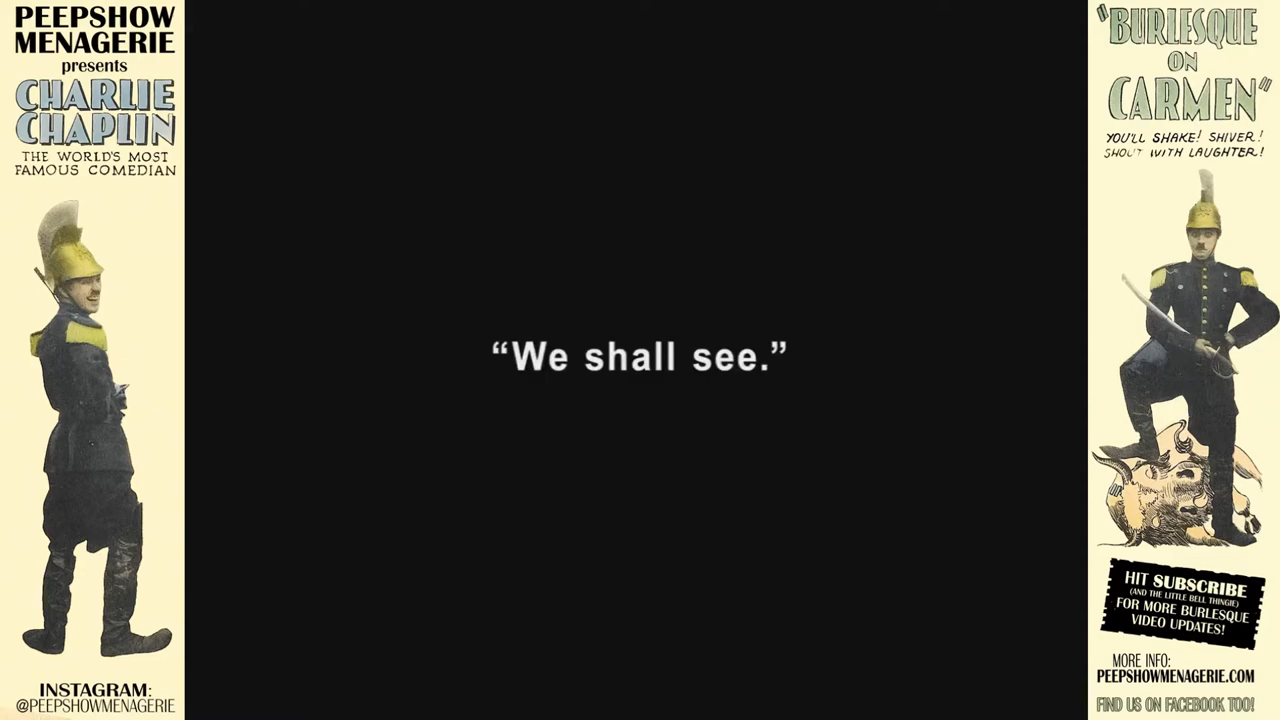 PEEPSHOW
MENAGERIE
presents
CHARLIE
CHAPLIN
THE WORLD'S MOST
FAMOUS COMEDIAN
INSTAGRAM:
@PEEPSHOWMENAGERIE
“We shall see.”
"BURLESQUE
ON
CARMEN"
YOU'LL SHAKE! SHIVER!
SHOUT WITH LAUGHTER!
HIT SUBSCRIBE
(AND THE LITTLE BELL THINGIE)
FOR MORE BURLESQUE
VIDEO UPDATES!
MORE INFO:
PEEPSHOWMENAGERIE.COM
FIND US ON FACEBOOK TOO!